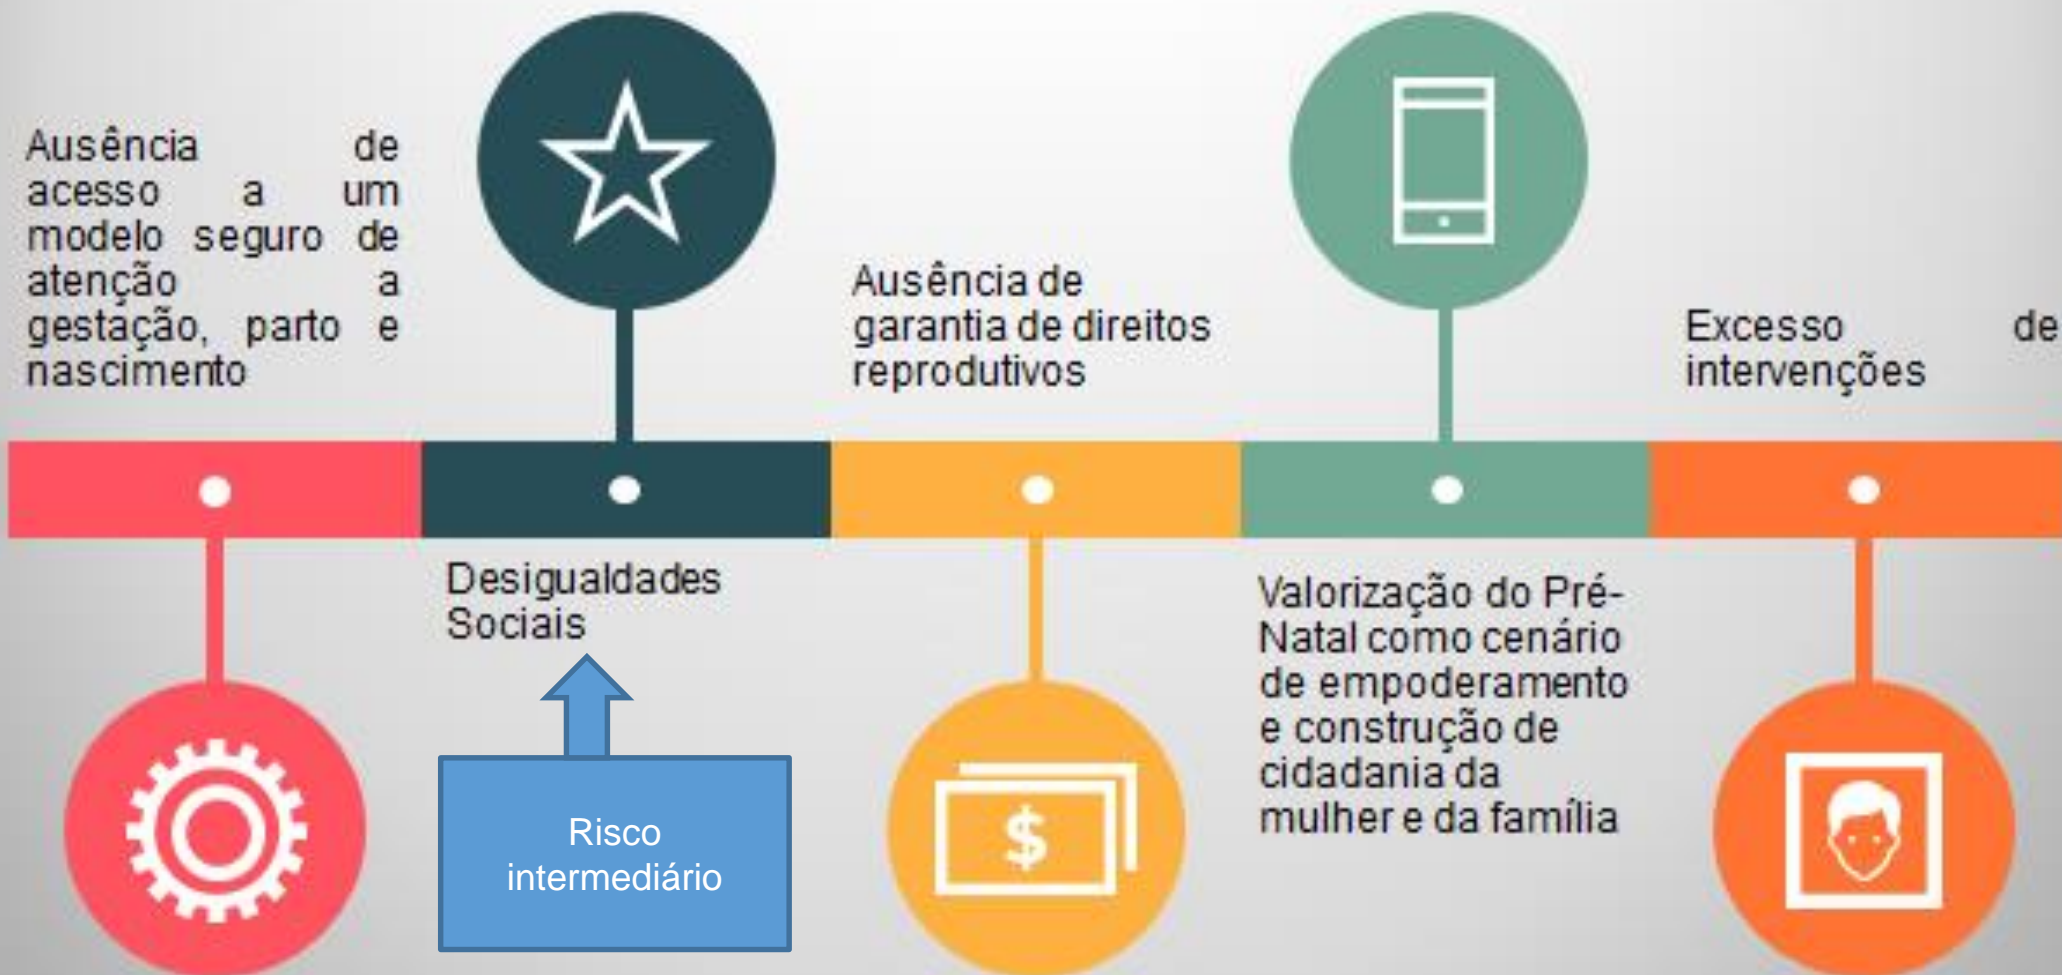 Ausência de
acesso a um
modelo seguro de
atenção a
gestação, parto e
nascimento
Desigualdades
Sociais
Risco
intermediário
Ausência de
garantia de direitos
reprodutivos
$
Valorização do Pré-
Natal como cenário
de empoderamento
e construção de
cidadania da
mulher e da família
Excesso de
intervenções